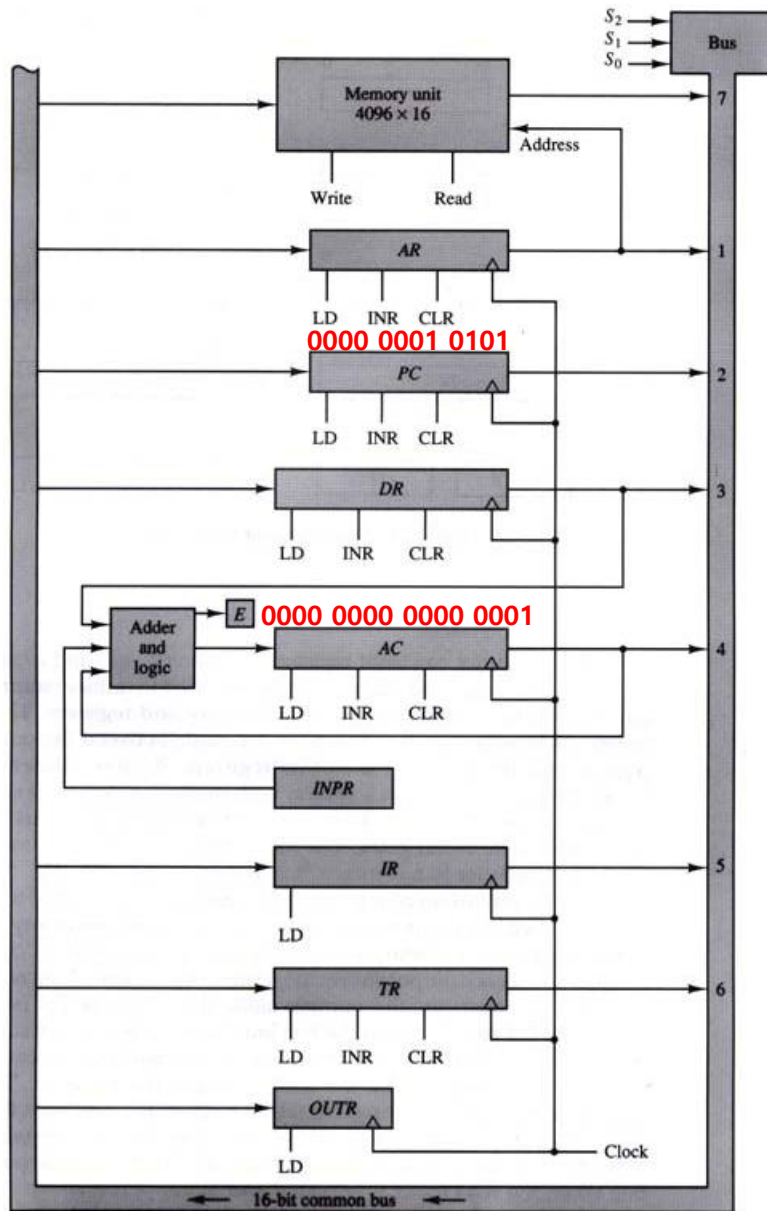 S2
S1
S0
Bus
Memory unit
4096 × 16
7
Address
Write Read
AR
1
LD INR CLR
0000 0001 0101
PC
2
LD INR CLR
DR
3
LD INR CLR
E
0000 0000 0000 0001
Adder
and
logic
AC
4
LD INR CLR
INPR
IR
5
LD
TR
6
LD INR CLR
OUTR
LD
Clock
16-bit common bus